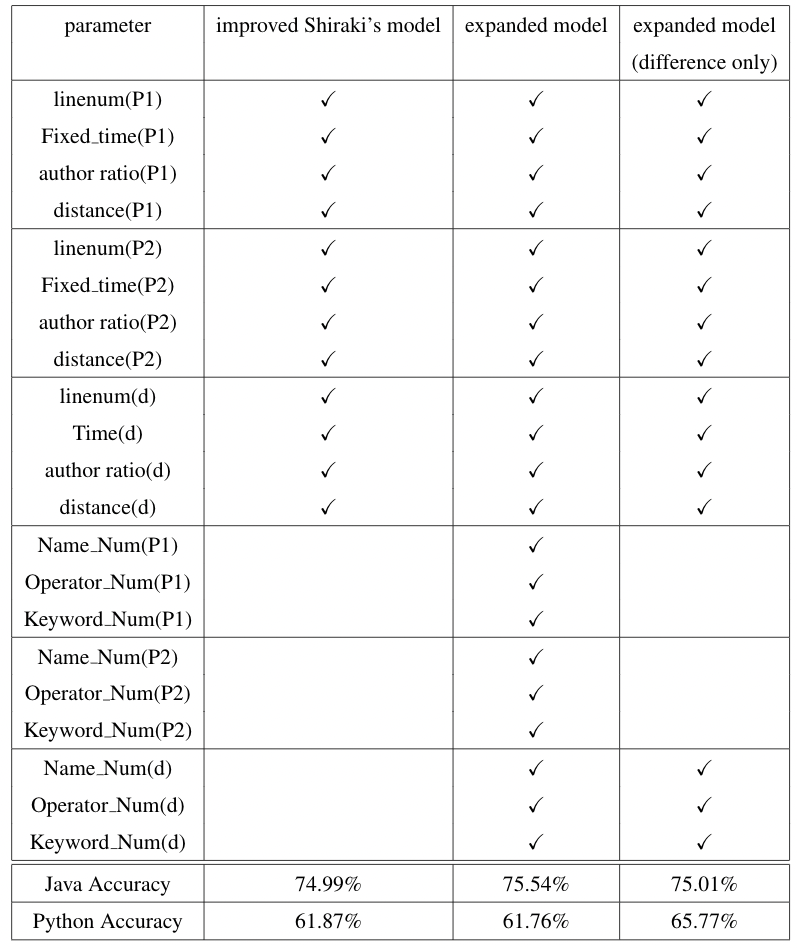 parameter improved Shiraki's model expanded model expanded model
(difference only)
linenum(P1) ✓ ✓ ✓
Fixed_time(P1) ✓ ✓ ✓
author ratio(P1) ✓ ✓ ✓
distance(P1) ✓ ✓ ✓
linenum(P2) ✓ ✓ ✓
Fixed_time(P2) ✓ ✓ ✓
author ratio(P2) ✓ ✓ ✓
distance(P2) ✓ ✓ ✓
linenum(d) ✓ ✓ ✓
Time(d) ✓ ✓ ✓
author ratio(d) ✓ ✓ ✓
distance(d) ✓ ✓ ✓
Name_Num(P1) ✓
Operator_Num(P1) ✓
Keyword_Num(P1) ✓
Name_Num(P2) ✓
Operator_Num(P2) ✓
Keyword_Num(P2) ✓
Name_Num(d) ✓ ✓
Operator_Num(d) ✓ ✓
Keyword_Num(d) ✓ ✓
Java Accuracy 74.99% 75.54% 75.01%
Python Accuracy 61.87% 61.76% 65.77%